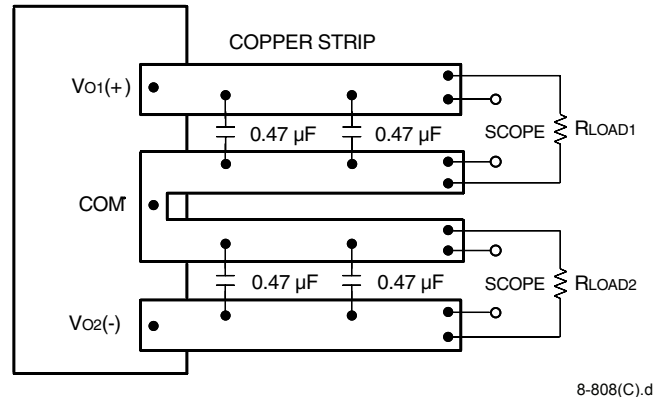 COPPER STRIP
VO1(+)
0.47 µF 0.47 µF SCOPE RLOAD1
COM
0.47 µF 0.47 µF SCOPE RLOAD2
VO2(-)
8-808(C).d